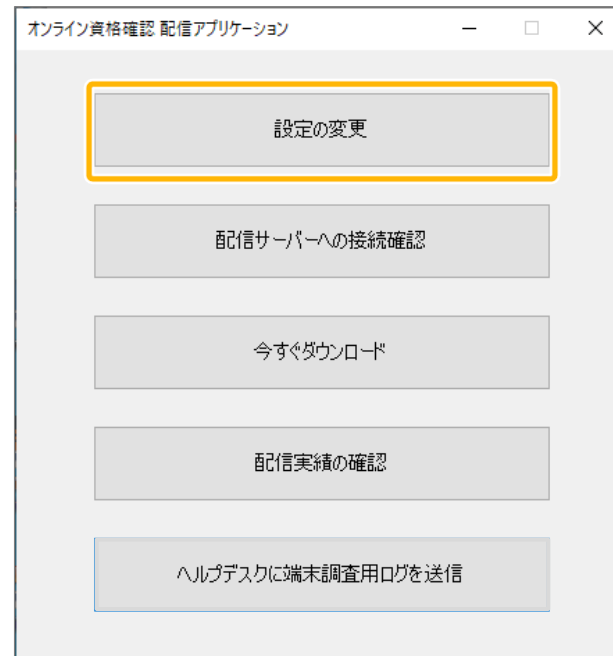 オンライン資格確認 配信アプリケーション
設定の変更
配信サーバーへの接続確認
今すぐダウンロード
配信実績の確認
ヘルプデスクに端末調査用ログを送信